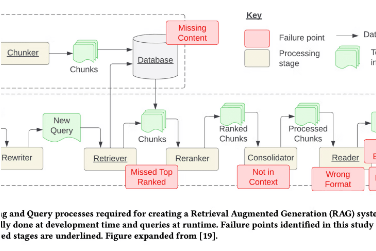 Missing
Content
Key
Failure point
Processing
stage
Chunker
Chunks
Database
New
Query
Chunks
Ranked
Chunks
Processed
Chunks
Rewriter
Retriever
Reranker
Consolidator
Reader
Missed Top
Ranked
Not in
Context
Wrong
Format
and Query processes required for creating a Retrieval Augmented Generation (RAG)
done at development time and queries at runtime. Failure points identified in this study
stages are underlined. Figure expanded from [19].